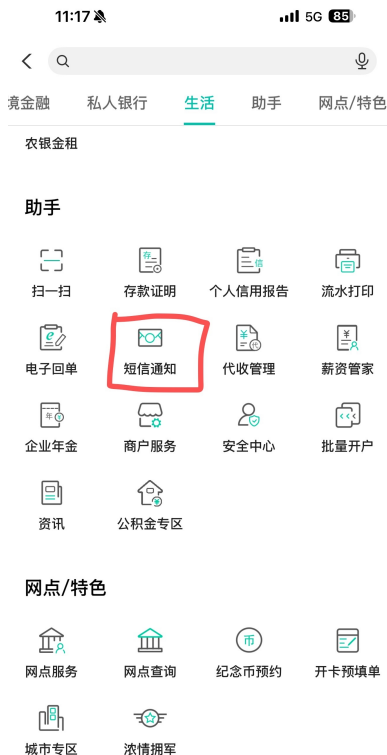 11:17 5G 85
境金融 私人银行 生活 助手 网点/特色
农银金租
助手
扫一扫 存款证明 个人信用报告 流水打印
电子回单 短信通知 代收管理 薪资管家
企业年金 商户服务 安全中心 批量开户
资讯 公积金专区
网点/特色
网点服务 网点查询 纪念币预约 开卡预填单
城市专区 浓情拥军